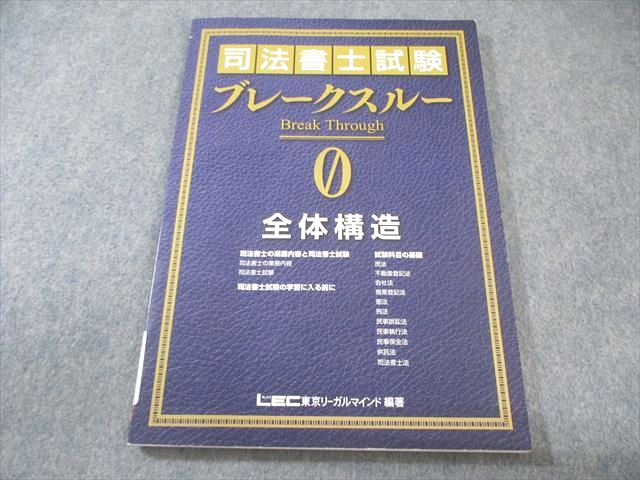 司法書士試験
ブレークスルー
Break Through
0
全体構造
司法書士の業務内容と司法書士試験
司法書士の業務内容
司法書士試験
司法書士試験の学習に入る前に
試験科目の基礎
民法
不動産登記法
会社法
商業登記法
憲法
刑法
民事訴訟法
民事執行法
民事保全法
供託法
司法書士法
LEC東京リーガルマインド 編著